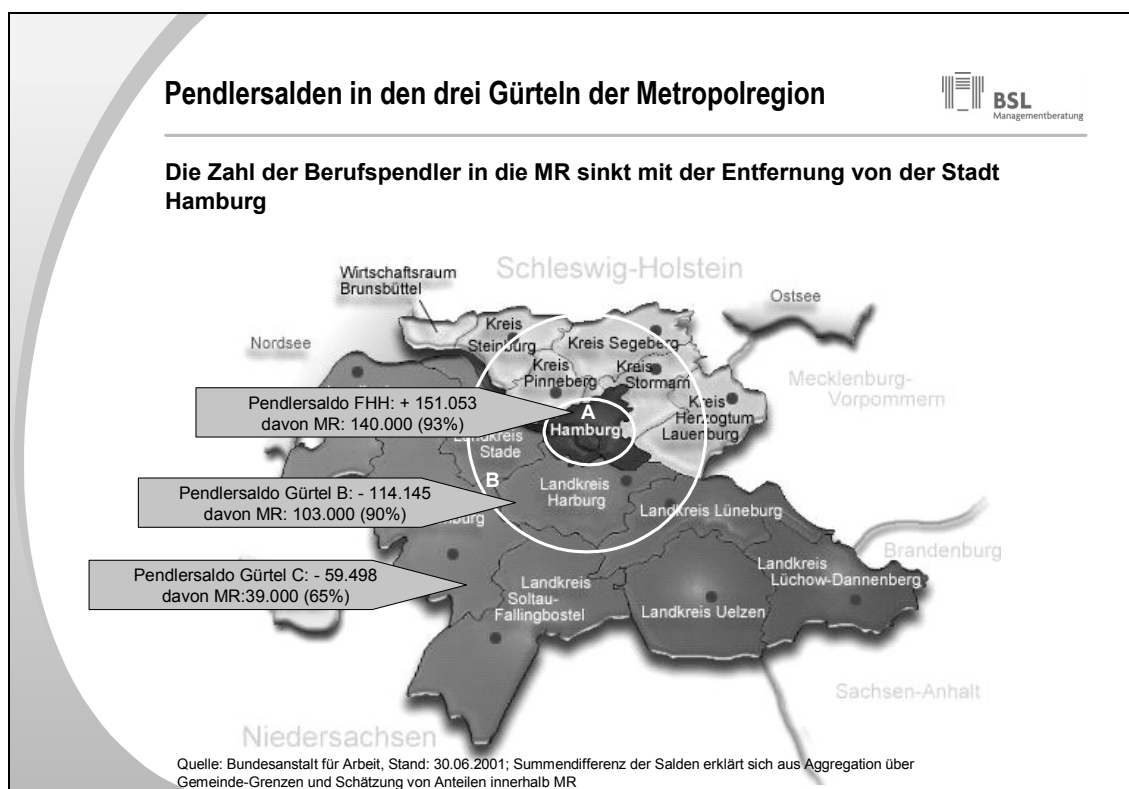 Pendlersalden in den drei Gürteln der Metropolregion
BSL
Managementberatung
Die Zahl der Berufspendler in die MR sinkt mit der Entfernung von der Stadt
Hamburg
Schleswig-Holstein
Wirtschaftsraum
Brunsbüttel
Ostsee
Nordsee
Kreis
Steinburg
Kreis Segeberg
Kreis
Pinneberg
Kreis
Stormarn
Mecklenburg-
Vorpommern
Kreis
Herzogtum
Lauenburg
Pendlersaldo FHH: + 151.053
davon MR: 140.000 (93%)
A
Hamburg
Landkreis
Stade
B
Landkreis
Harburg
Pendlersaldo Gürtel B: - 114.145
davon MR: 103.000 (90%)
Landkreis Lüneburg
Brandenburg
Landkreis
Lüchow-Dannenberg
Pendlersaldo Gürtel C: - 59.498
davon MR:39.000 (65%)
Landkreis
Soltau-
Fallingbostel
Landkreis Uelzen
Sachsen-Anhalt
Niedersachsen
Quelle: Bundesanstalt für Arbeit, Stand: 30.06.2001; Summendifferenz der Salden erklärt sich aus Aggregation über
Gemeinde-Grenzen und Schätzung von Anteilen innerhalb MR